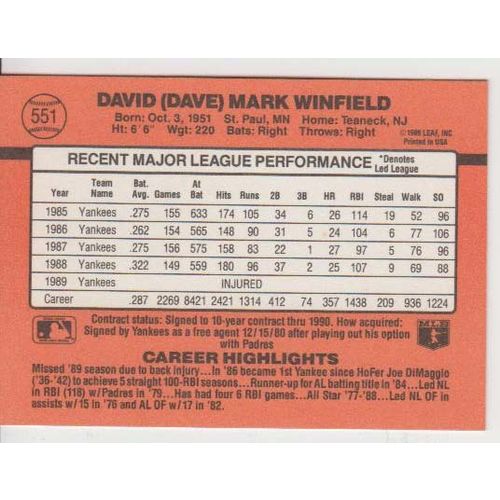 551
DAVID (DAVE) MARK WINFIELD
Born: Oct. 3, 1951 St. Paul, MN Home: Teaneck, NJ
Ht: 6'6" Wgt: 220 Bats: Right Throws: Right
©1989 LEAF, INC.
Printed in USA
RECENT MAJOR LEAGUE PERFORMANCE *Denotes Led League
Year Team Name Bat. Avg. Games At Bat Hits Runs 2B 3B HR RBI Steal Walk SO
1985 Yankees .275 155 633 174 105 34 6 26 114 19 52 96
1986 Yankees .262 154 565 148 90 31 5 24 104 6 77 106
1987 Yankees .275 156 575 158 83 22 1 27 97 5 76 96
1988 Yankees .322 149 559 180 96 37 2 25 107 9 69 88
1989 Yankees INJURED
Career .287 2269 8421 2421 1314 412 74 357 1438 209 936 1224
Contract status: Signed to 10-year contract thru 1990. How acquired:
Signed by Yankees as free agent 12/15/80 after playing out his option
with Padres
CAREER HIGHLIGHTS
Missed '89 season due to back injury... In '86 became 1st Yankee since HoFer Joe DiMaggio
('36-'42) to achieve 5 straight 100-RBI seasons... Runner-up for AL batting title in '84... Led NL
in RBI (118) w/Padres in '79... Has had four 6 RBI games... All-Star '77-'88... Led NL OF in
assists w/15 in '76 and AL OF w/17 in '82.